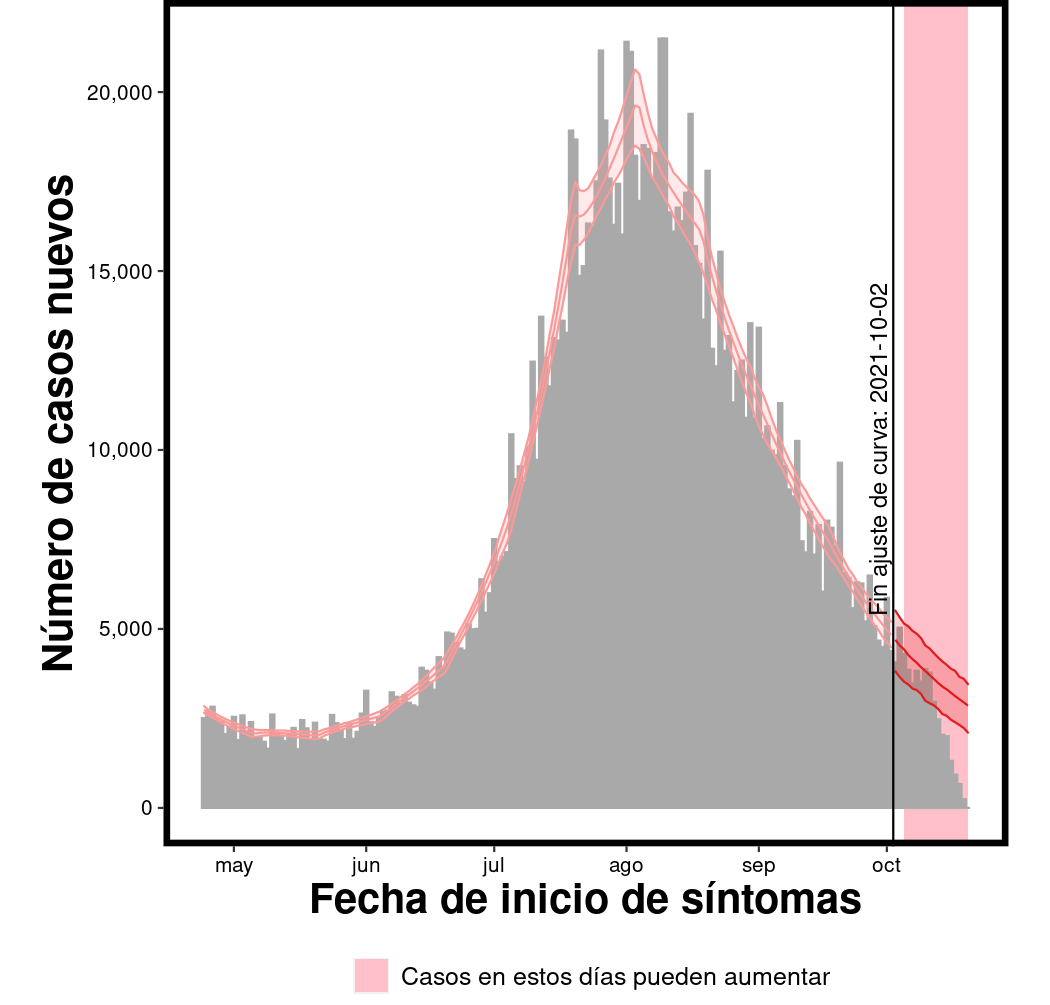 Número de casos nuevos
20,000
15,000
10,000
5,000
0
Fin ajuste de curva: 2021-10-02
may jun jul ago sep oct
Fecha de inicio de síntomas
Casos en estos días pueden aumentar